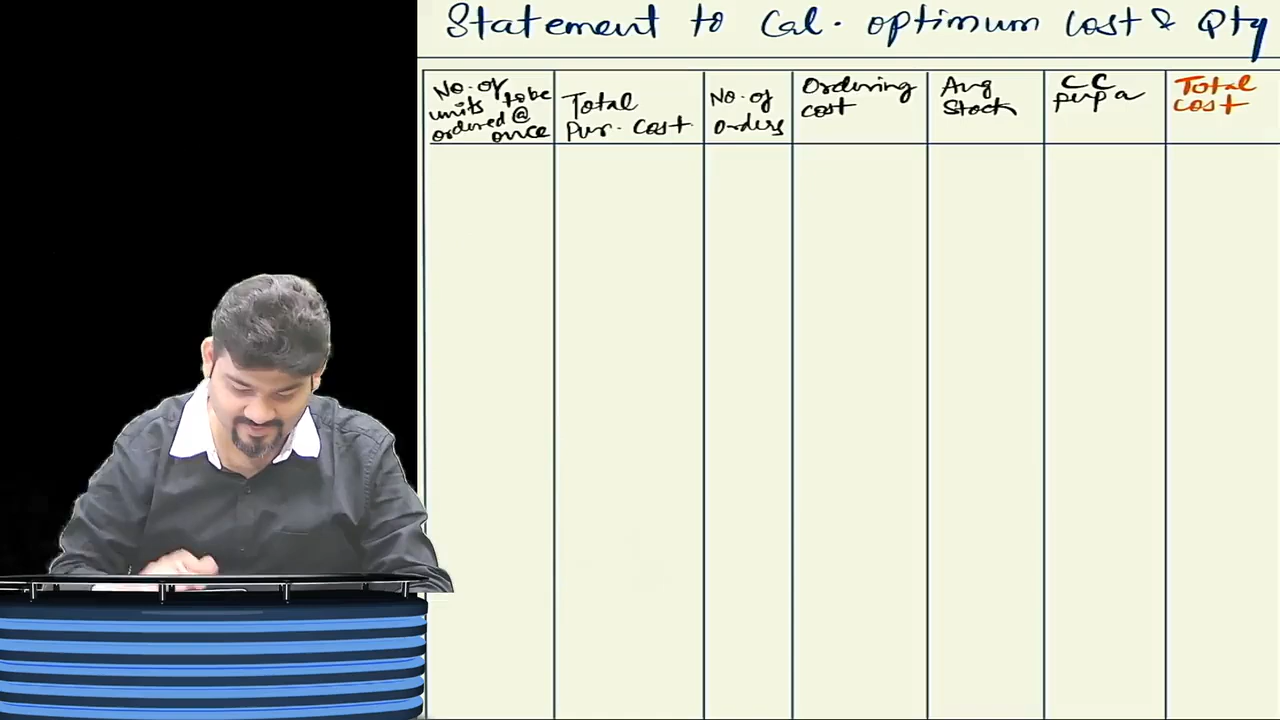 Statement to Cal. optimum Cost & Qty
No. of
units to be
ordered @
once
Total
Pur. Cost
No. of
Orders
Ordering
cost
Avg
Stock
C C
pupa
Total
cost